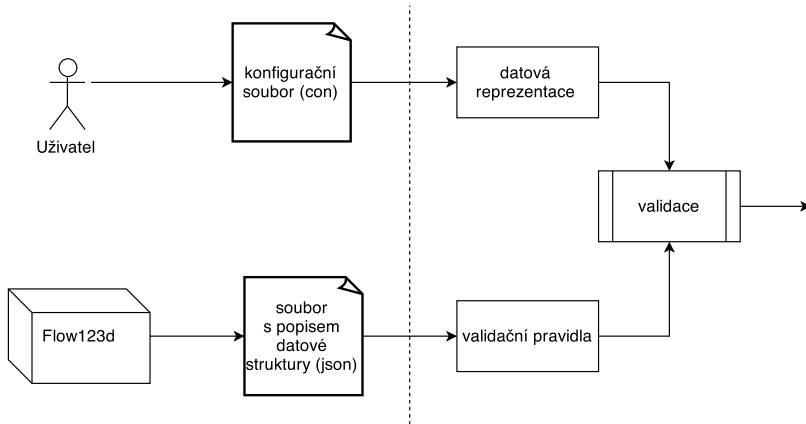 konfigurační
soubor (con)
datová
reprezentace
Uživatel
validace
Flow123d
soubor
s popisem
datové
struktury (json)
validační pravidla